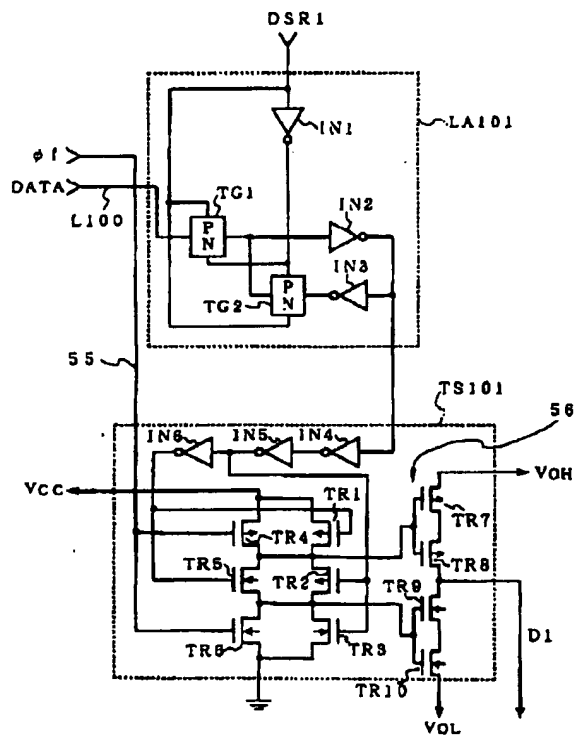 DSR1
IN1
LA101
φf
DATA
L100
TG1
P
N
IN2
IN3
TG2
P
N
55
TS101
56
IN6
IN5
IN4
VCC
VOH
TR1
TR4
TR7
TR5
TR2
TR8
TR9
TR6
TR3
D1
TR10
VOL